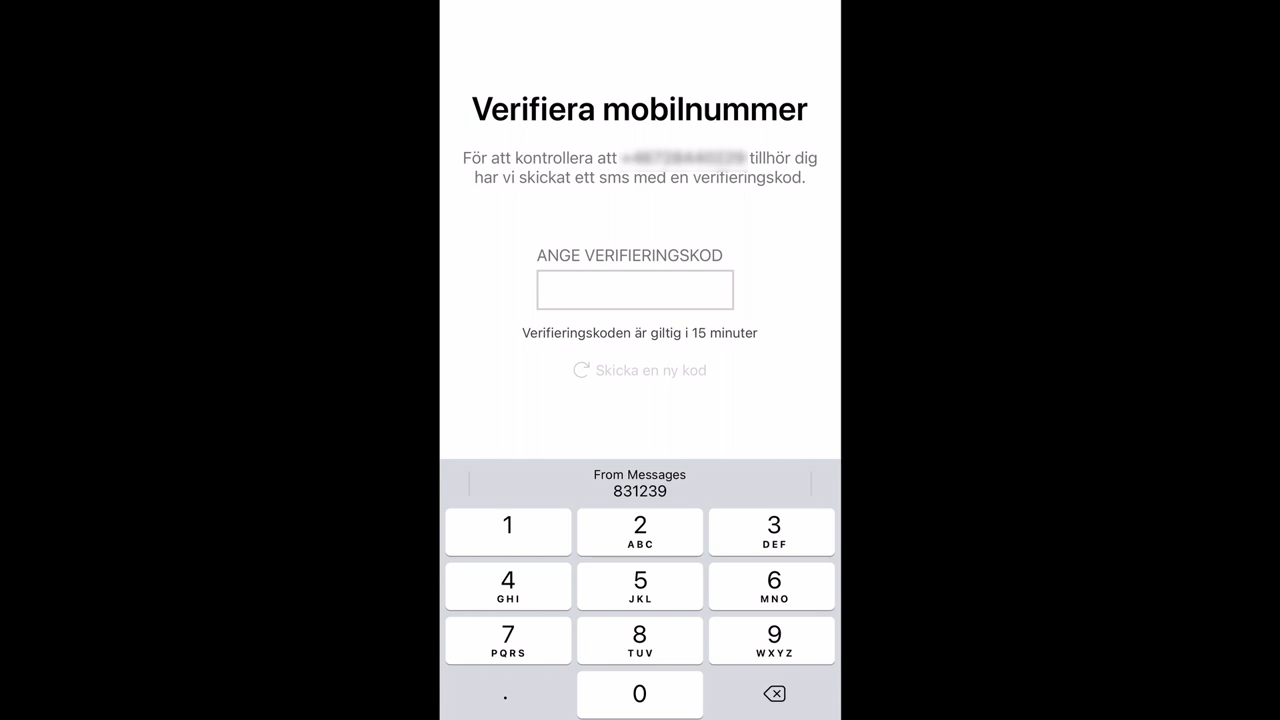 Verifiera mobilnummer
För att kontrollera att tillhör dig
har vi skickat ett sms med en verifieringskod.
ANGE VERIFIERINGSKOD
Verifieringskoden är giltig i 15 minuter
Skicka en ny kod
From Messages
831239
1 2 3
ABC DEF
4 5 6
GHI JKL MNO
7 8 9
PQRS TUV WXYZ
. 0